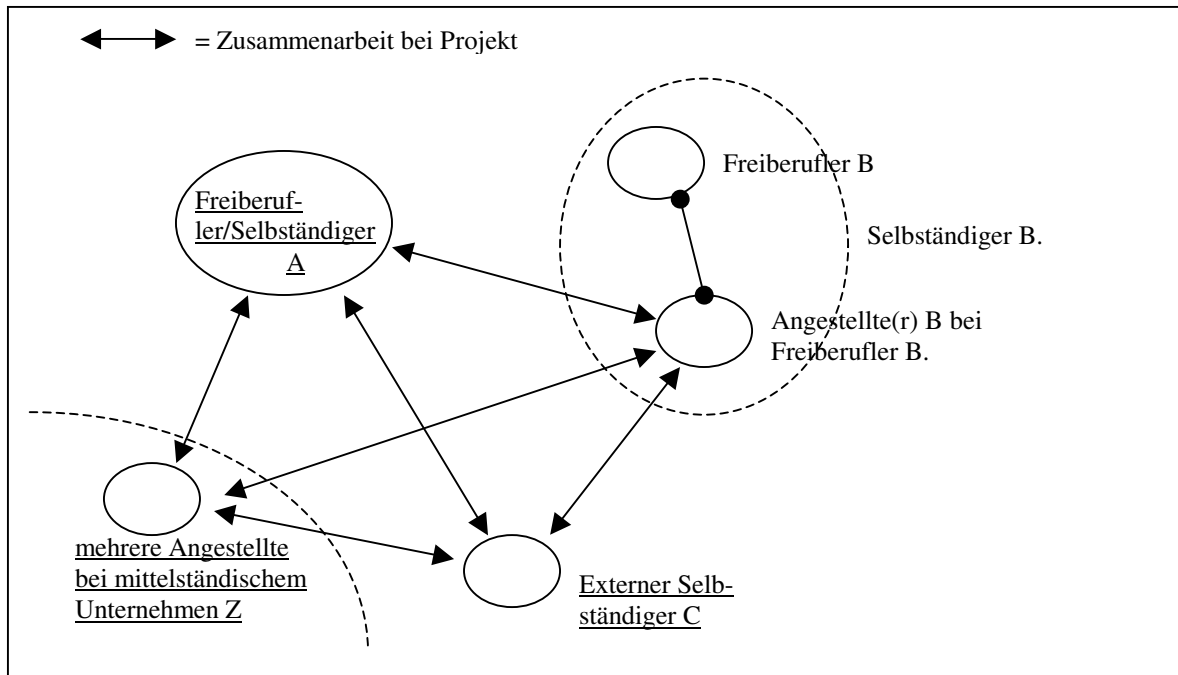 = Zusammenarbeit bei Projekt
Freiberufler B
Freiberuf-
ler/Selbständiger
A
Selbständiger B.
Angestellte(r) B bei
Freiberufler B.
mehrere Angestellte
bei mittelständischem
Unternehmen Z
Externer Selb-
ständiger C